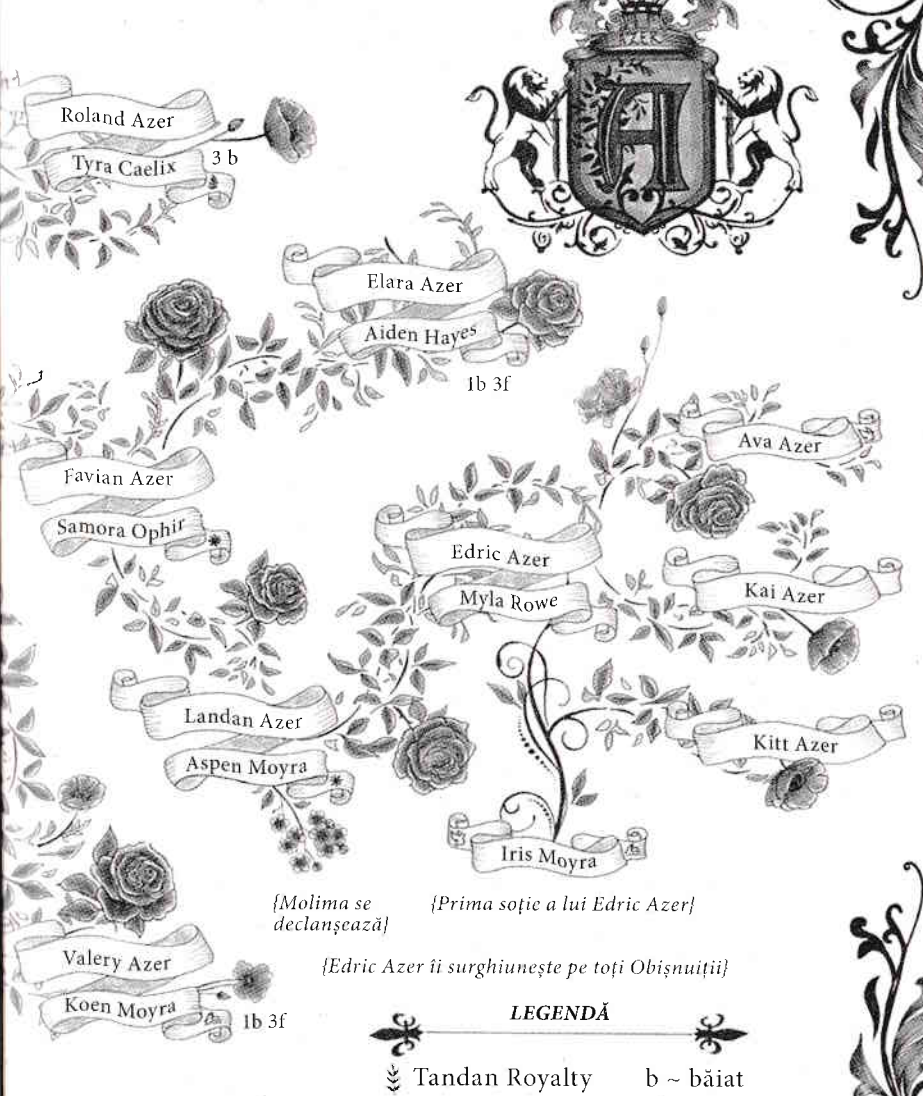 AZER
A
Roland Azer
Tyra Caelix
3 b
Elara Azer
Aiden Hayes
1b 3f
Ava Azer
Favian Azer
Samora Ophir
Edric Azer
Myla Rowe
Kai Azer
Landan Azer
Aspen Moyra
Kitt Azer
Iris Moyra
{Molima se
declanșează}
{Prima soție a lui Edric Azer}
Valery Azer
Koen Moyra
1b 3f
{Edric Azer îi surghiunește pe toți Obișnuiții}
LEGENDĂ
Tandan Royalty
b ~ băiat